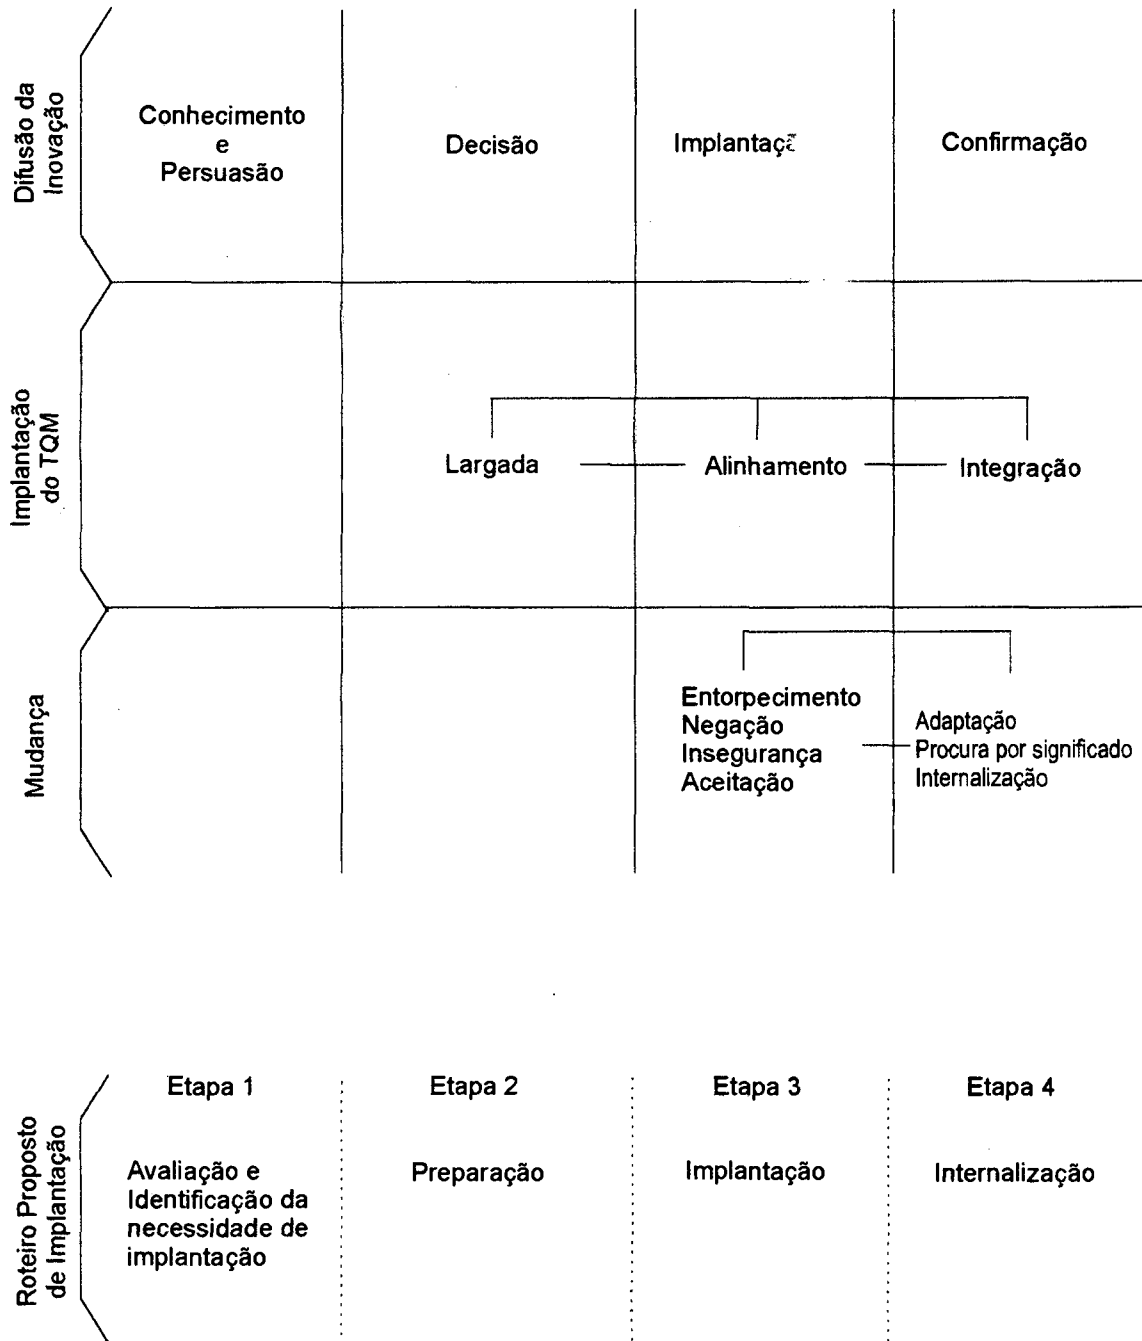 Difusão da
Inovação
Conhecimento
e
Persuasão
Decisão
Implantaçã
Confirmação
Implantação
do TQM
Largada
Alinhamento
Integração
Mudança
Entorpecimento
Negação
Insegurança
Aceitação
Adaptação
Procura por significado
Internalização
Roteiro Proposto
de Implantação
Etapa 1
Avaliação e
Identificação da
necessidade de
implantação
Etapa 2
Preparação
Etapa 3
Implantação
Etapa 4
Internalização